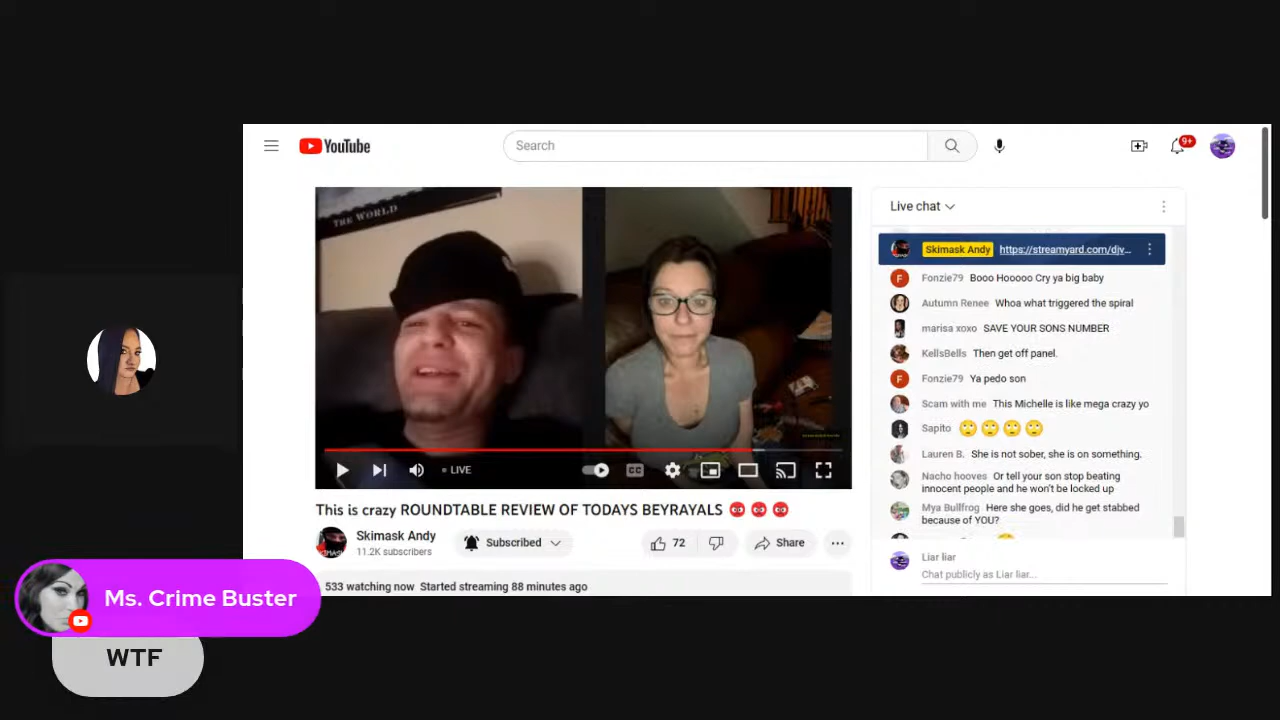 YouTube
Search
9+
THE WORLD
LIVE
CC
This is crazy ROUNDTABLE REVIEW OF TODAYS BEYRAYALS
Skimask Andy
11.2K subscribers
Subscribed
72
Share
533 watching now Started streaming 88 minutes ago
Live chat
Skimask Andy https://streamyard.com/djv...
F Fonzie79 Booo Hooooo Cry ya big baby
Autumn Renee Whoa what triggered the spiral
marisa xoxo SAVE YOUR SONS NUMBER
KellsBells Then get off panel.
F Fonzie79 Ya pedo son
Scam with me This Michelle is like mega crazy yo
Sapito 🙄 🙄 🙄 🙄
Lauren B. She is not sober, she is on something.
Nacho hooves Or tell your son stop beating
innocent people and he won't be locked up
Mya Bullfrog Here she goes, did he get stabbed
because of YOU?
Liar liar
Chat publicly as Liar liar...
Ms. Crime Buster
WTF